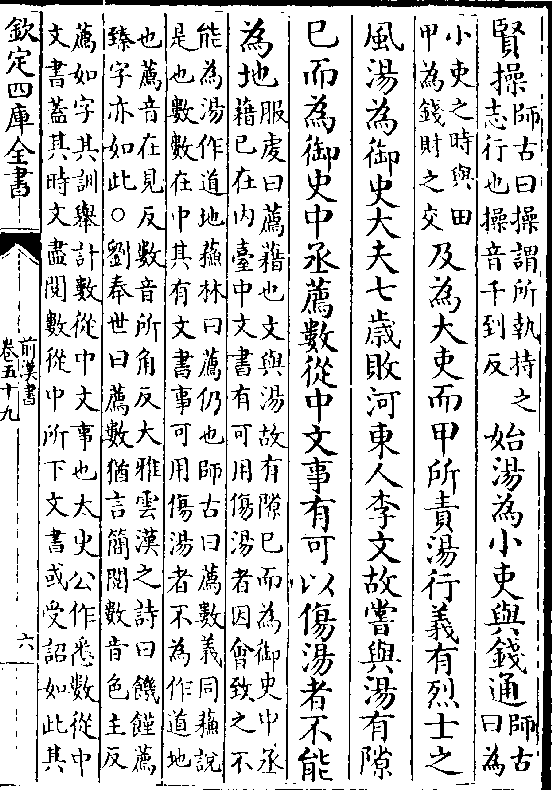 賢操師古曰操謂所執持之
志行也操音千到反始湯為小吏與錢通師古
曰為
小吏之時與田
甲為錢財之交及為大吏而甲所責湯行義有烈士之
風湯為御史大夫七歲敗河東人李文故嘗與湯有隙
已而為御史中丞薦數從中文事有可以傷湯者不能
為地服虔曰薦藉也文與湯故有隙已而為御史中丞
藉已在内臺中文書有可用傷湯者因會致之不
能為湯作道地蘇林曰薦仍也師古曰薦數義同蘇說
是也數數在中其有文書事可用傷湯者不為作道地
也薦音在見反數音所角反大雅雲漢之詩曰饑饉薦
臻字亦如此○劉奉世曰薦數猶言簡閱數音色主反
薦如字其訓舉計數從中文事也太史公作悉數從中
文書蓋其時文盡閱數從中所下文書或受詔如此其
欽定四庫全書
前漢書
卷五十九
六